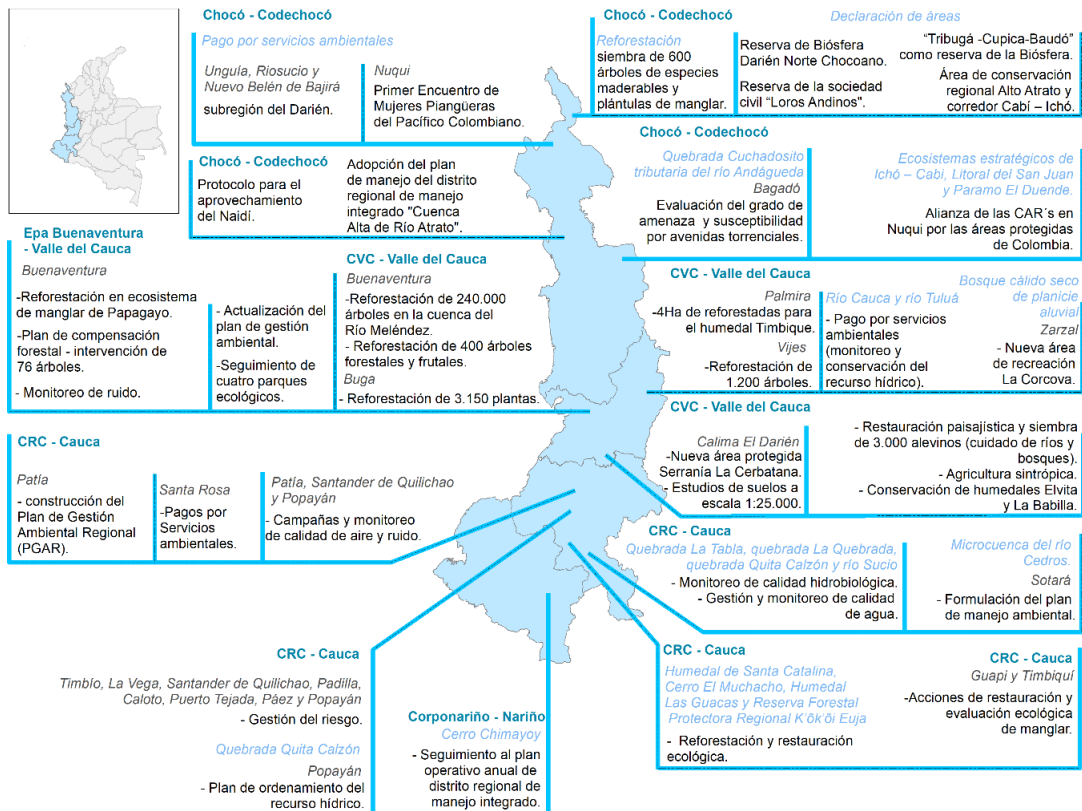 Chocó - Codechocó
Pago por servicios ambientales
Ungula, Riosucio y
Nuevo Belén de Bajirá
subregión del Darién.
Nuqui
Primer Encuentro de
Mujeres Piangüeras
del Pacífico Colombiano.
Chocó - Codechocó
Reforestación
siembra de 600
árboles de especies
maderables y
plántulas de manglar.
Declaración de áreas
Reserva de Biósfera
Darién Norte Chocoano.
Reserva de la sociedad
civil "Loros Andinos".
"Tribugá -Cupica-Baudó"
como reserva de la Biósfera.
Área de conservación
regional Alto Atrato y
corredor Cabí – Ichó.
Chocó - Codechocó
Protocolo para el
aprovechamiento
del Naidí.
Adopción del plan
de manejo del distrito
regional de manejo
integrado "Cuenca
Alta de Río Atrato".
Chocó - Codechocó
Quebrada Cuchadosito
tributaria del río Andágueda
Bagadó
Evaluación del grado de
amenaza y susceptibilidad
por avenidas torrenciales.
Ecosistemas estratégicos de
Ichó – Cabi, Litoral del San Juan
y Paramo El Duende.
Alianza de las CAR´s en
Nuqui por las áreas protegidas
de Colombia.
Epa Buenaventura
- Valle del Cauca
Buenaventura
-Reforestación en ecosistema
de manglar de Papagayo.
-Plan de compensación
forestal - intervención de
76 árboles.
- Monitoreo de ruido.
- Actualización del
plan de gestión
ambiental.
-Seguimiento de
cuatro parques
ecológicos.
CVC - Valle del Cauca
Buenaventura
-Reforestación de 240.000
árboles en la cuenca del
Río Meléndez.
- Reforestación de 400 árboles
forestales y frutales.
Buga
- Reforestación de 3.150 plantas.
CVC - Valle del Cauca
Palmira
-4Ha de reforestadas para
el humedal Timbique.
Vijes
-Reforestación de
1.200 árboles.
Río Cauca y río Tuluá
- Pago por servicios
ambientales
(monitoreo y
conservación del
recurso hídrico).
Bosque càlido seco
de planicie
aluvial
Zarzal
- Nueva área
de recreación
La Corcova.
CVC - Valle del Cauca
Calima El Darién
-Nueva área protegida
Serranía La Cerbatana.
- Estudios de suelos a
escala 1:25.000.
- Restauración paisajística y siembra
de 3.000 alevinos (cuidado de ríos y
bosques).
- Agricultura sintrópica.
- Conservación de humedales Elvita
y La Babilla.
CRC - Cauca
Patía
- construcción del
Plan de Gestión
Ambiental Regional
(PGAR).
Santa Rosa
-Pagos por
Servicios
ambientales.
Patía, Santander de Quilichao
y Popayán
- Campañas y monitoreo
de calidad de aire y ruido.
CRC - Cauca
Quebrada La Tabla, quebrada La Quebrada,
quebrada Quita Calzón y río Sucio
- Monitoreo de calidad hidrobiológica.
- Gestión y monitoreo de calidad
de agua.
Microcuenca del río
Cedros.
Sotará
- Formulación del plan
de manejo ambiental.
CRC - Cauca
Timbío, La Vega, Santander de Quilichao, Padilla,
Caloto, Puerto Tejada, Páez y Popayán
- Gestión del riesgo.
Quebrada Quita Calzón
Popayán
- Plan de ordenamiento del
recurso hídrico.
Corponariño - Nariño
Cerro Chimayoy
- Seguimiento al plan
operativo anual de
distrito regional de
manejo integrado.
CRC - Cauca
Humedal de Santa Catalina,
Cerro El Muchacho, Humedal
Las Guacas y Reserva Forestal
Protectora Regional K'õk'õi Euja
- Reforestación y restauración
ecológica.
CRC - Cauca
Guapi y Timbiquí
-Acciones de restauración y
evaluación ecológica
de manglar.